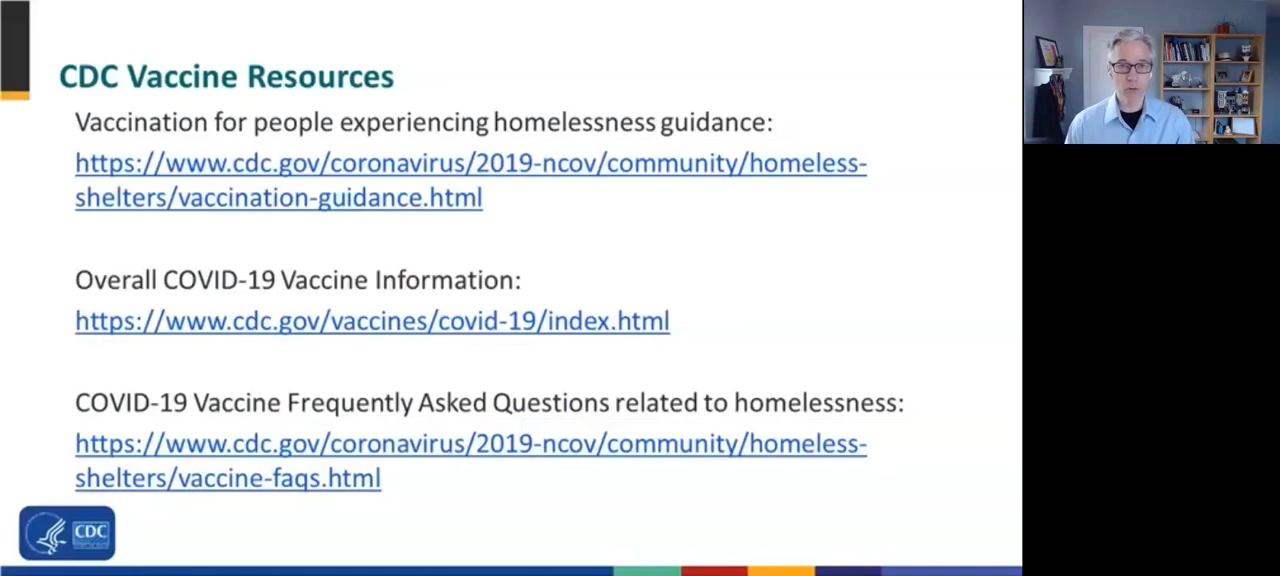 CDC Vaccine Resources
Vaccination for people experiencing homelessness guidance:
https://www.cdc.gov/coronavirus/2019-ncov/community/homeless-
shelters/vaccination-guidance.html
Overall COVID-19 Vaccine Information:
https://www.cdc.gov/vaccines/covid-19/index.html
COVID-19 Vaccine Frequently Asked Questions related to homelessness:
https://www.cdc.gov/coronavirus/2019-ncov/community/homeless-
shelters/vaccine-faqs.html
CDC